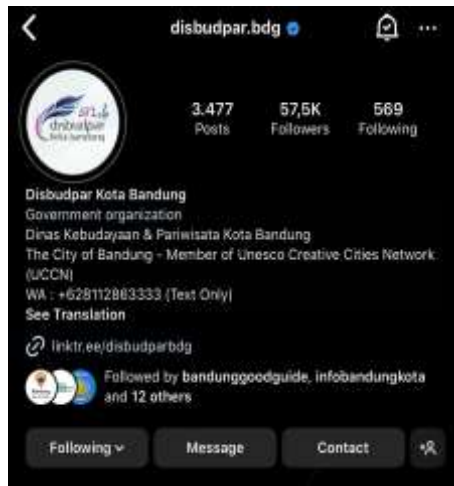 disbudpar.bdg
disbudpar
3.477 57,5K 569
Posts Followers Following
Disbudpar Kota Bandung
Government organization
Dinas Kebudayaan & Pariwisata Kota Bandung
The City of Bandung - Member of Unesco Creative Cities Network
(UCCN)
WA : +628112863333 (Text Only)
See Translation
linktr.ee/disbudparbdg
Followed by bandunggoodguide, infobandungkota
and 12 others
Following Message Contact